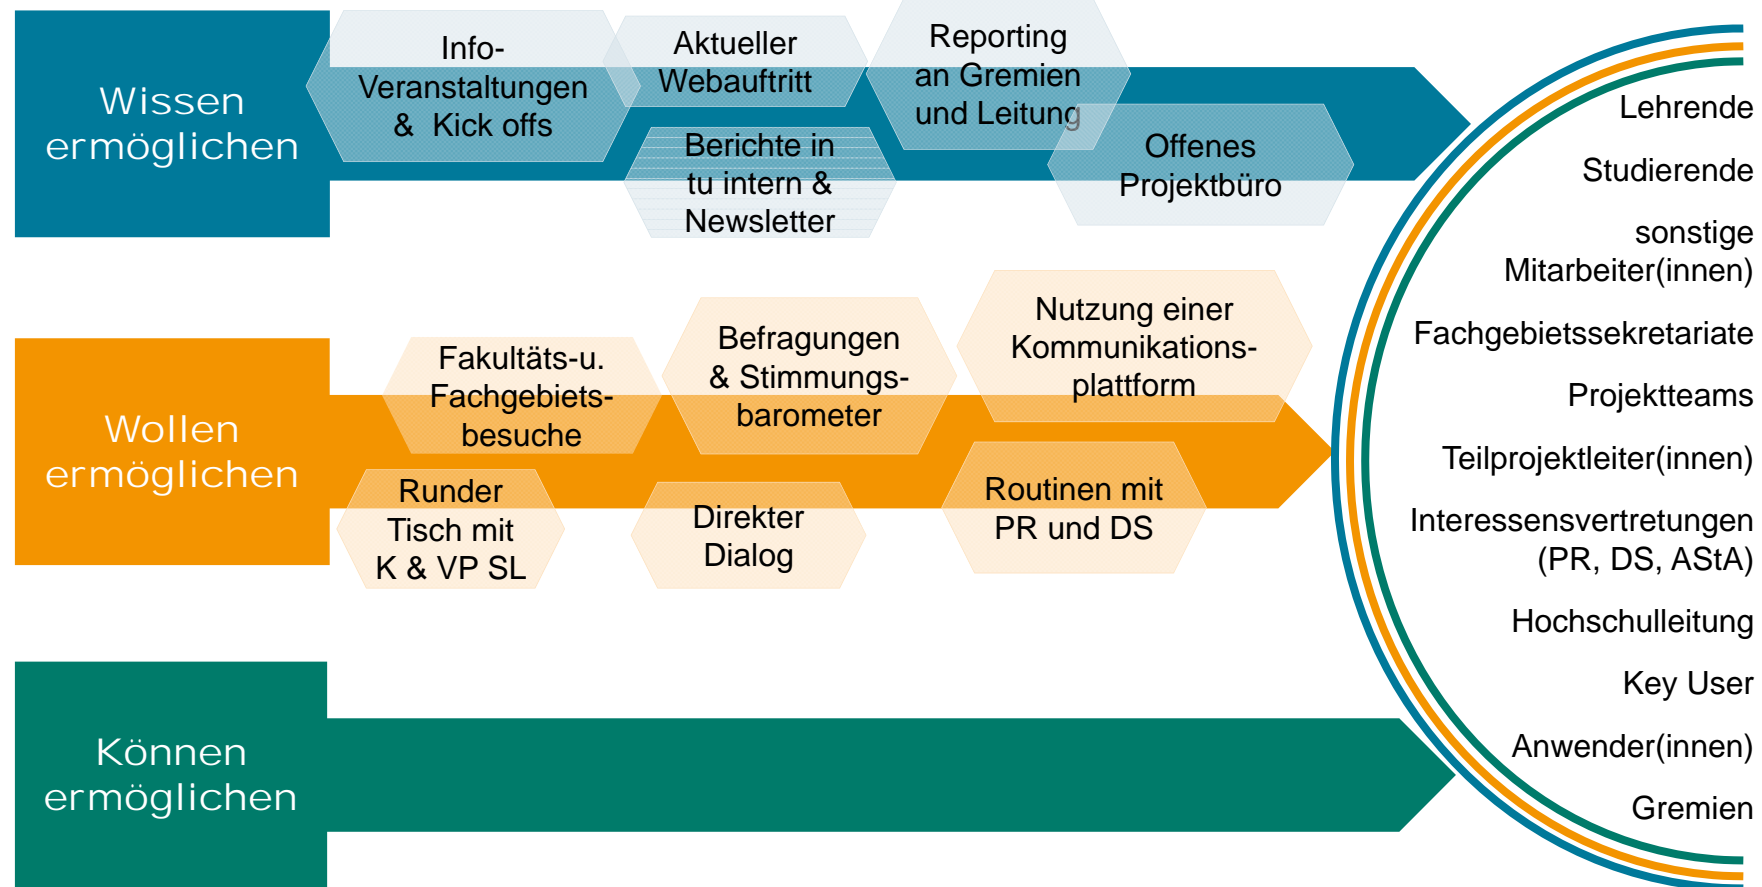 Wissen
ermöglichen
Info-
Veranstaltungen
& Kick offs
Aktueller
Webauftritt
Reporting
an Gremien
und Leitung
Berichte in
tu intern &
Newsletter
Offenes
Projektbüro
Wollen
ermöglichen
Fakultäts-u.
Fachgebiets-
besuche
Befragungen
& Stimmungs-
barometer
Nutzung einer
Kommunikations-
plattform
Runder
Tisch mit
K & VP SL
Direkter
Dialog
Routinen mit
PR und DS
Können
ermöglichen
Lehrende
Studierende
sonstige
Mitarbeiter(innen)
Fachgebietssekretariate
Projektteams
Teilprojektleiter(innen)
Interessensvertretungen
(PR, DS, AStA)
Hochschulleitung
Key User
Anwender(innen)
Gremien